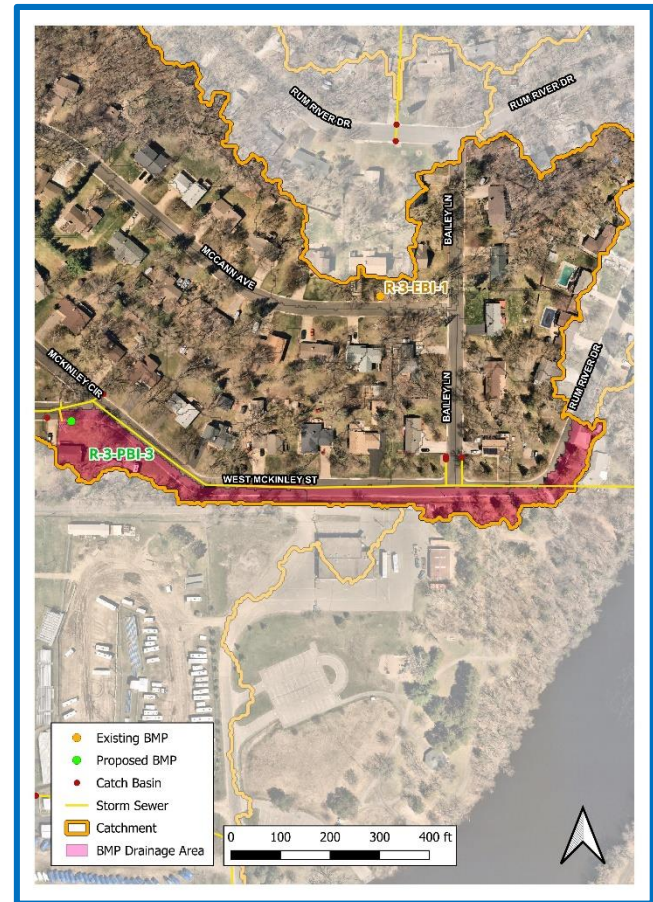 RUM RIVER DR
RUM RIVER DR
MCCANN AVE
BAILEY LN
R-3-EBI-1
MCKINLEY CIR
RUM RIVER DR
BAILEY LN
R-3-PBI-3
WEST MCKINLEY ST
Existing BMP
Proposed BMP
Catch Basin
Storm Sewer
Catchment
BMP Drainage Area
0 100 200 300 400 ft